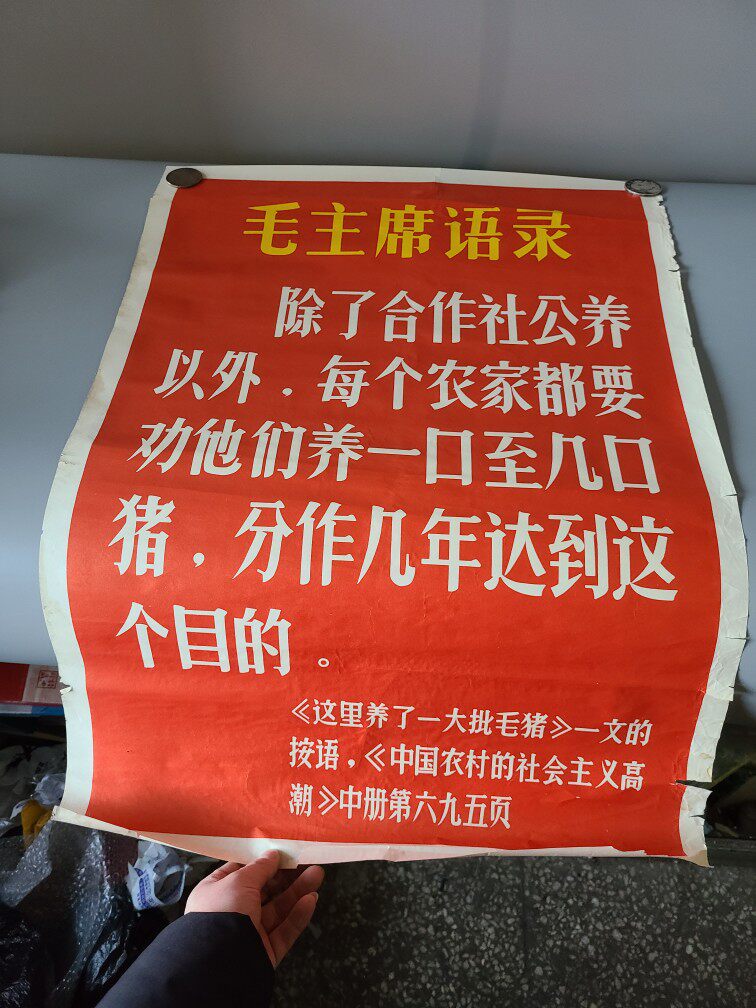 毛主席语录
除了合作社公养
以外，每个农家都要
劝他们养一口至几口
猪，分作几年达到这
个目的。
《这里养了一大批毛猪》一文的
按语，《中国农村的社会主义高
潮》中册第六九五页